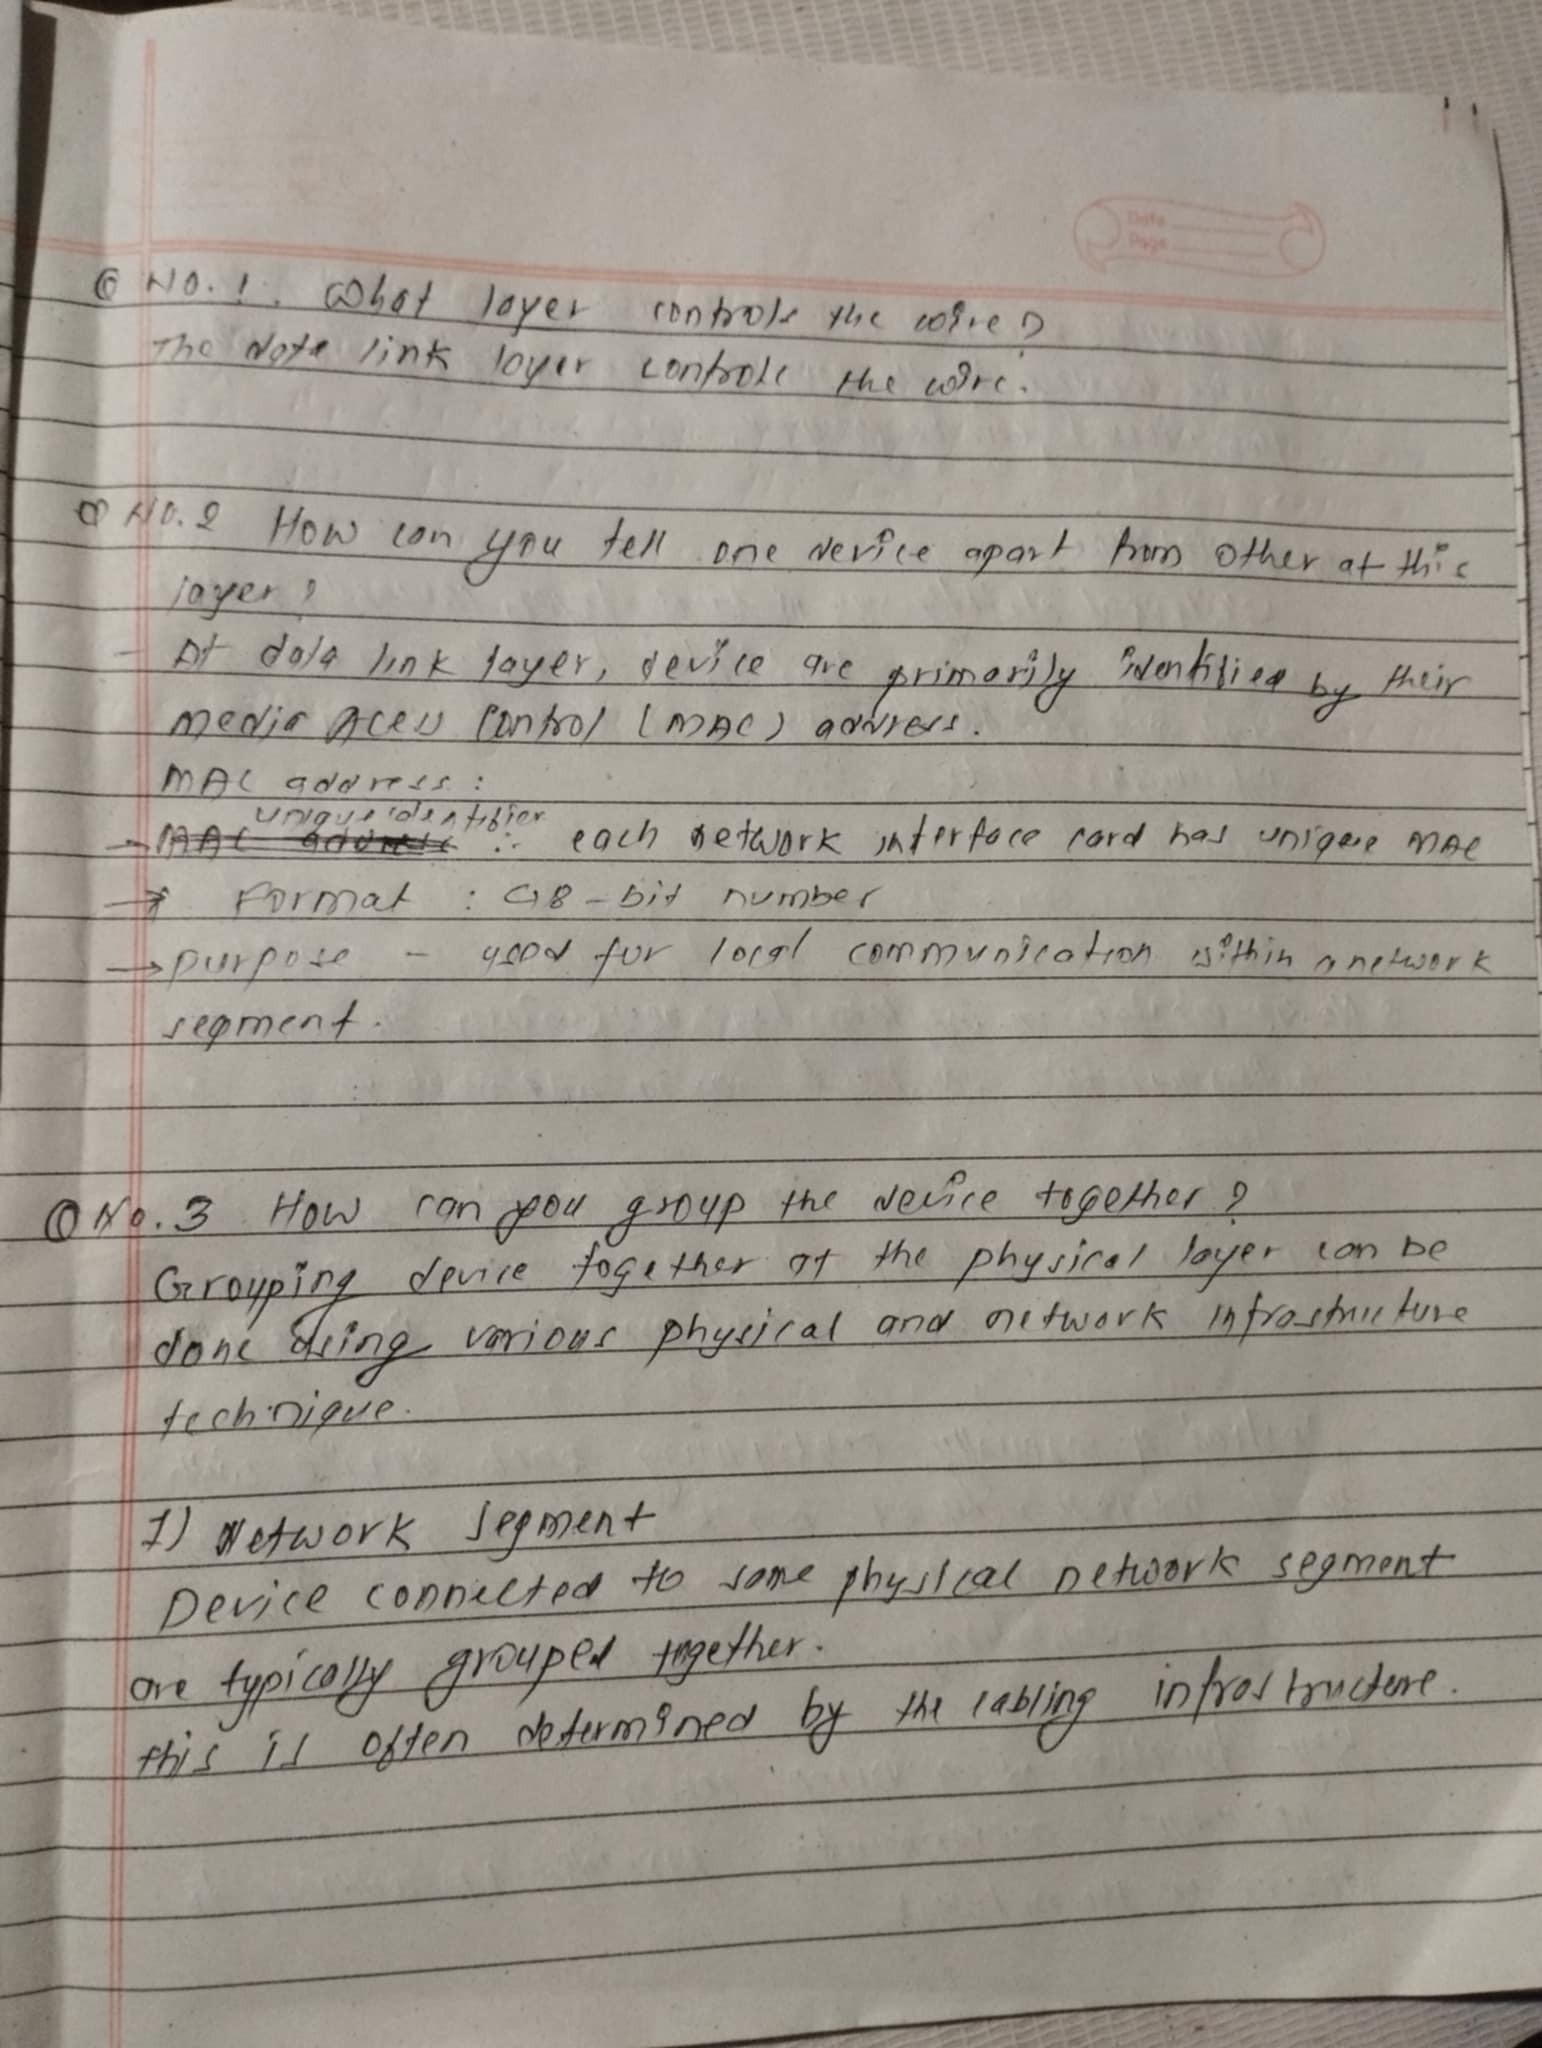 Date
Page
Q No. 1. What layer controls the wire?
The data link layer controls the wire.
Q No. 2 How can you tell one device apart from other at this
layer?
- At data link layer, device are primarily identified by their
Media Acess Control (MAC) address.
MAC address :
unique identifier
→ MAC address : each network interface card has unique MAC
→ Format : 48-bit number
→ purpose - used for local communication within a network
segment.
Q No. 3 How can you group the device together?
Grouping device together at the physical layer can be
done using various physical and network infrastructure
technique.
1) Network segment
Device connected to same physical network segment
are typically grouped together.
this is often determined by the cabling infrastructure.